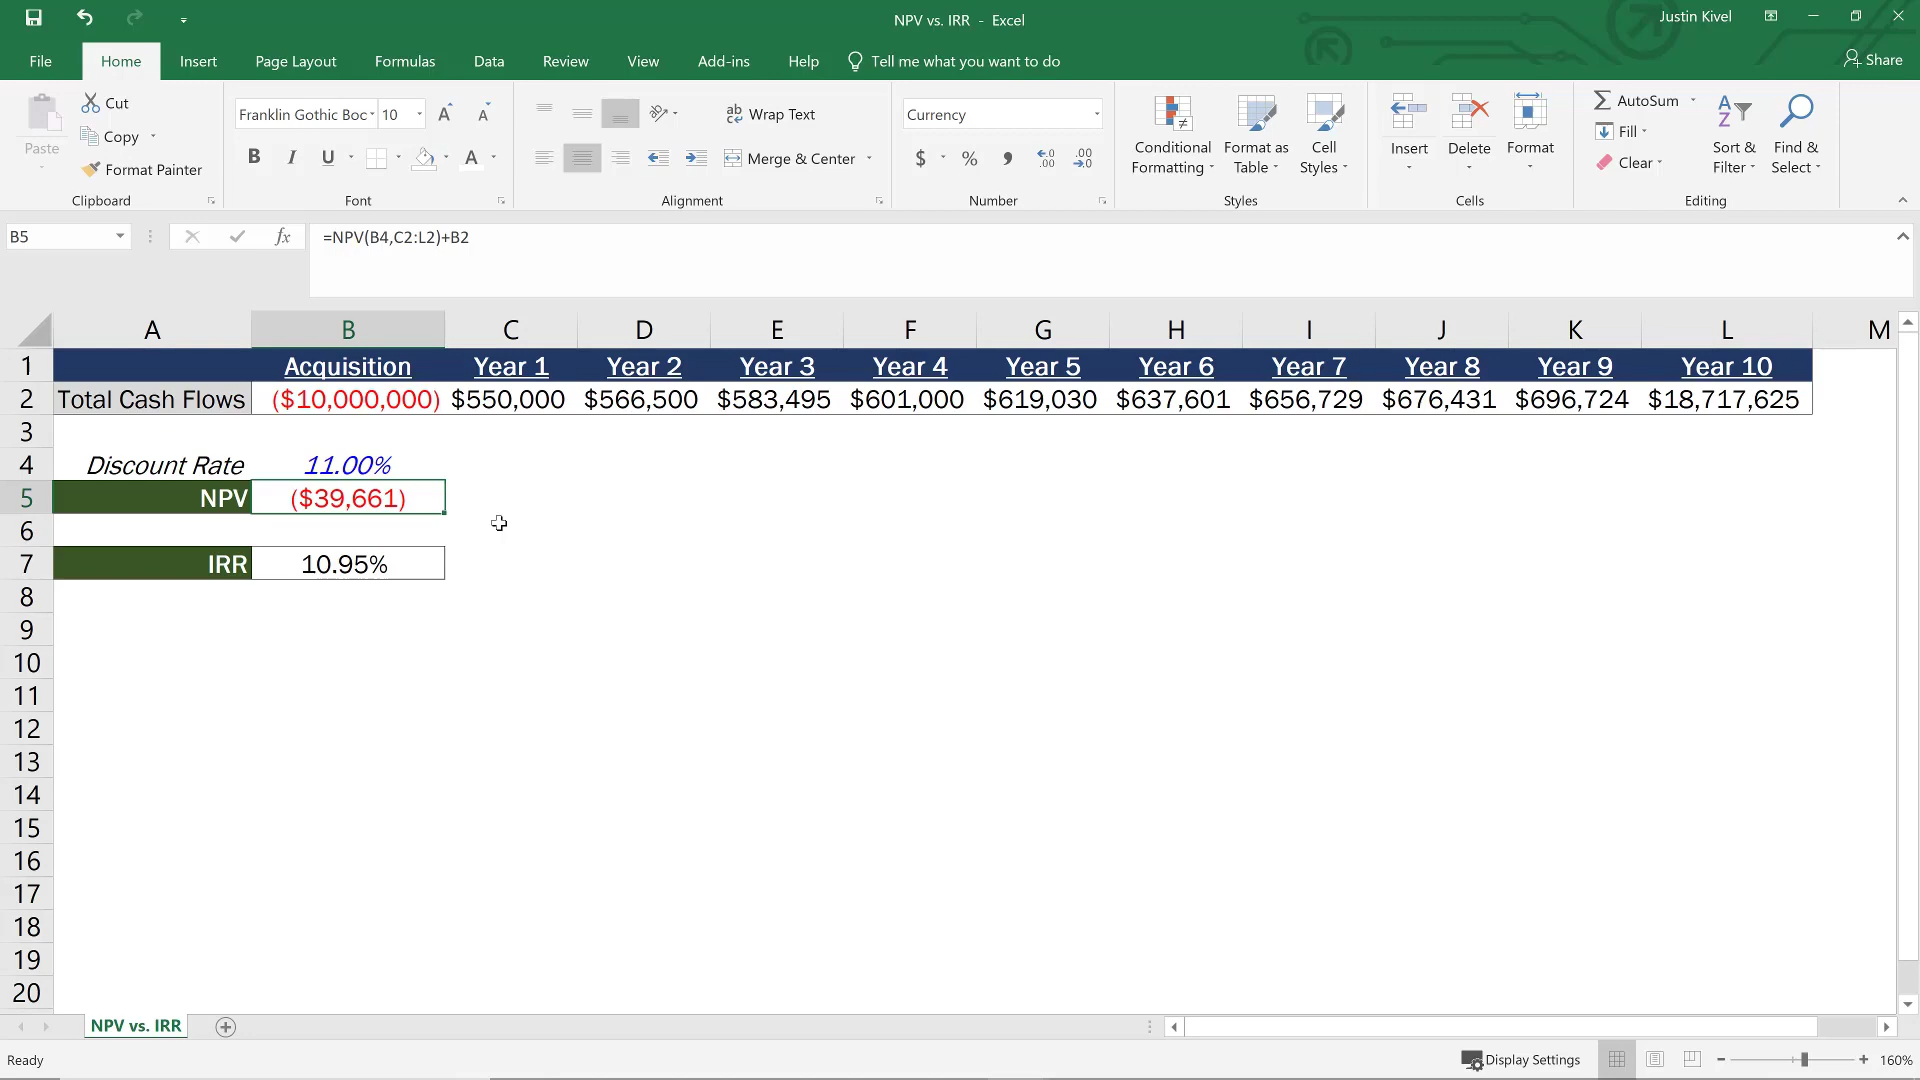 NPV vs. IRR - Excel
Justin Kivel
File Home Insert Page Layout Formulas Data Review View Add-ins Help Tell me what you want to do Share
Paste
Cut
Copy
Format Painter
Clipboard
Franklin Gothic Boc 10
B I U
Font
Wrap Text
Merge & Center
Alignment
Currency
$ % ,
Number
Conditional Formatting
Format as Table
Cell Styles
Styles
Insert
Delete
Format
Cells
AutoSum
Fill
Clear
Sort & Filter
Find & Select
Editing
B5 fx =NPV(B4,C2:L2)+B2
A B C D E F G H I J K L M
1 Acquisition Year 1 Year 2 Year 3 Year 4 Year 5 Year 6 Year 7 Year 8 Year 9 Year 10
2 Total Cash Flows ($10,000,000) $550,000 $566,500 $583,495 $601,000 $619,030 $637,601 $656,729 $676,431 $696,724 $18,717,625
3
4 Discount Rate 11.00%
5 NPV ($39,661)
6
7 IRR 10.95%
8
9
10
11
12
13
14
15
16
17
18
19
20
NPV vs. IRR
Ready Display Settings 160%